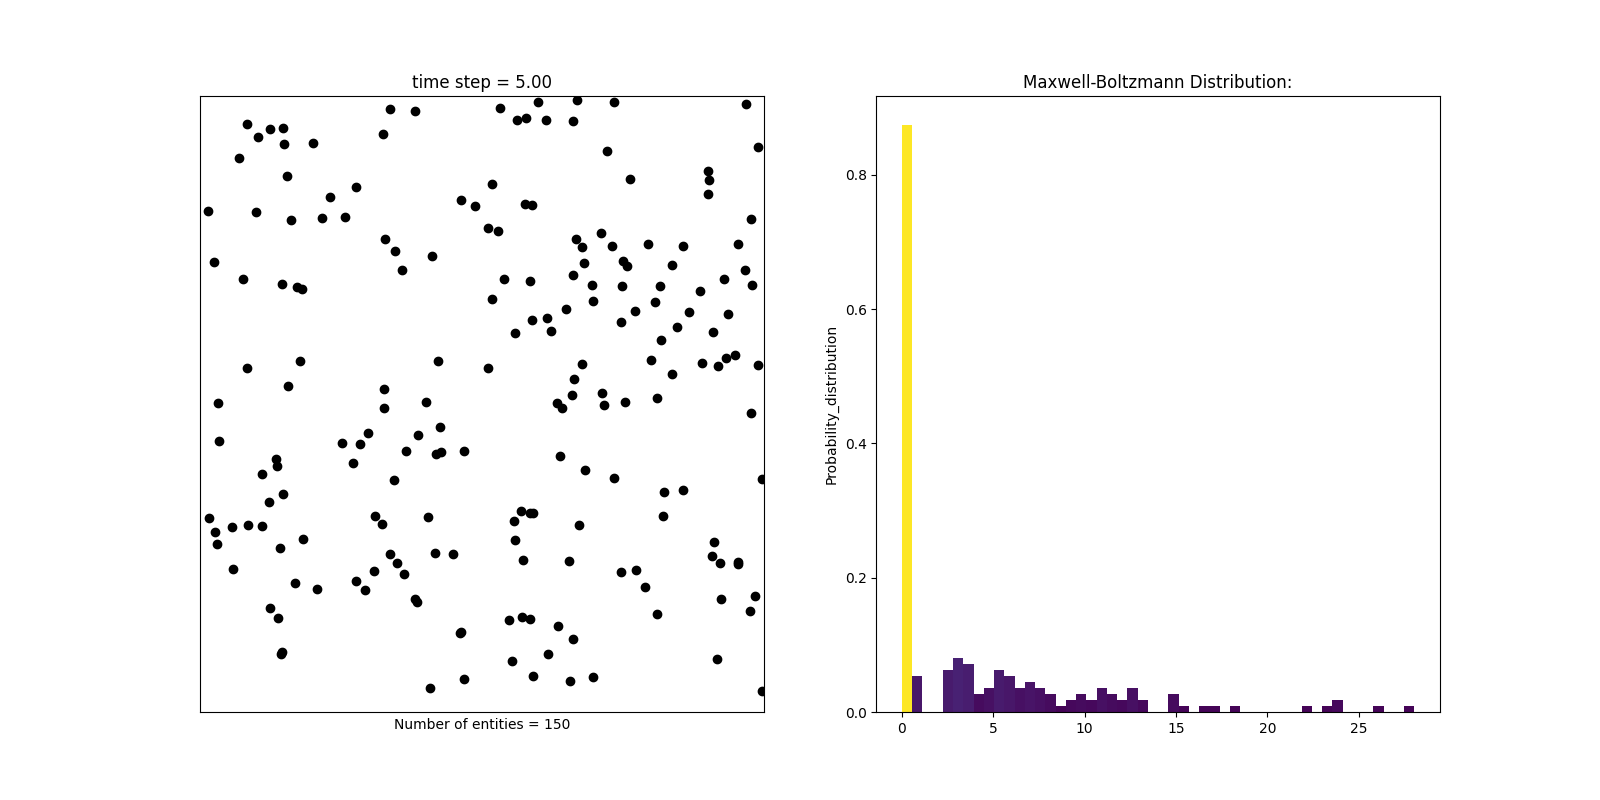 time step = 5.00
Number of entities = 150
Maxwell-Boltzmann Distribution:
Probability_distribution
0.8
0.6
0.4
0.2
0.0
0 5 10 15 20 25